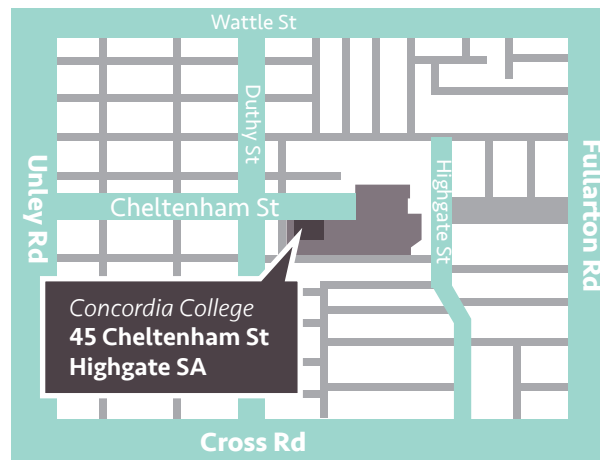 Wattle St
Duthy St
Unley Rd
Highgate St
Fullarton Rd
Cheltenham St
Concordia College
45 Cheltenham St
Highgate SA
Cross Rd